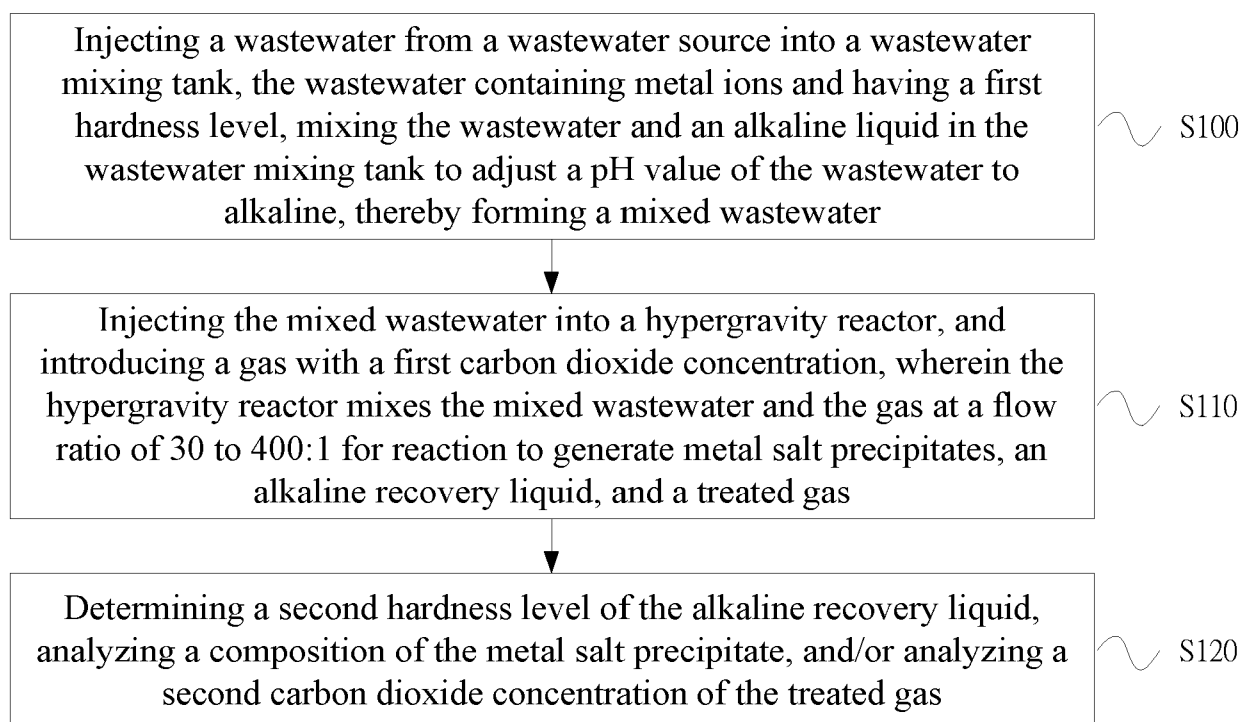 Injecting a wastewater from a wastewater source into a wastewater
mixing tank, the wastewater containing metal ions and having a first
hardness level, mixing the wastewater and an alkaline liquid in the
wastewater mixing tank to adjust a pH value of the wastewater to
alkaline, thereby forming a mixed wastewater
S100
Injecting the mixed wastewater into a hypergravity reactor, and
introducing a gas with a first carbon dioxide concentration, wherein the
hypergravity reactor mixes the mixed wastewater and the gas at a flow
ratio of 30 to 400:1 for reaction to generate metal salt precipitates, an
alkaline recovery liquid, and a treated gas
S110
Determining a second hardness level of the alkaline recovery liquid,
analyzing a composition of the metal salt precipitate, and/or analyzing a
second carbon dioxide concentration of the treated gas
S120